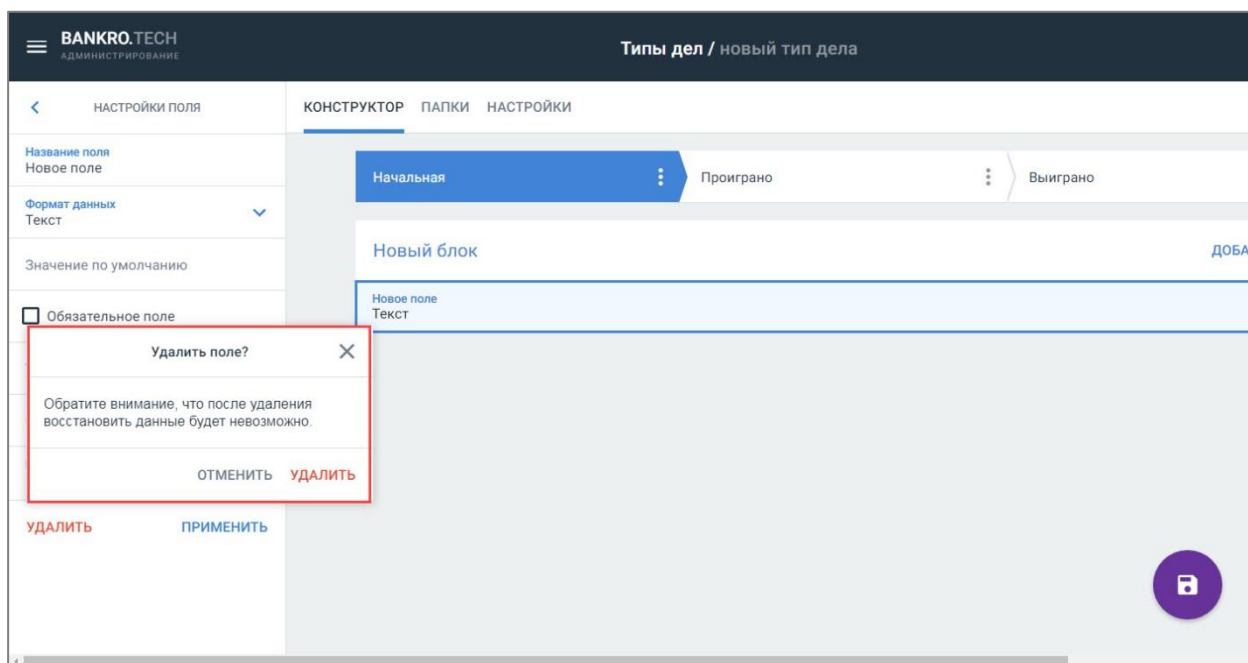 BANKRO.TECH
АДМИНИСТРИРОВАНИЕ
Типы дел / новый тип дела
НАСТРОЙКИ ПОЛЯ
КОНСТРУКТОР ПАПКИ НАСТРОЙКИ
Название поля
Новое поле
Формат данных
Текст
Значение по умолчанию
Обязательное поле
Начальная
Проиграно
Выиграно
Новый блок
ДОБА
Новое поле
Текст
Удалить поле?
Обратите внимание, что после удаления
восстановить данные будет невозможно.
ОТМЕНИТЬ УДАЛИТЬ
УДАЛИТЬ ПРИМЕНИТЬ